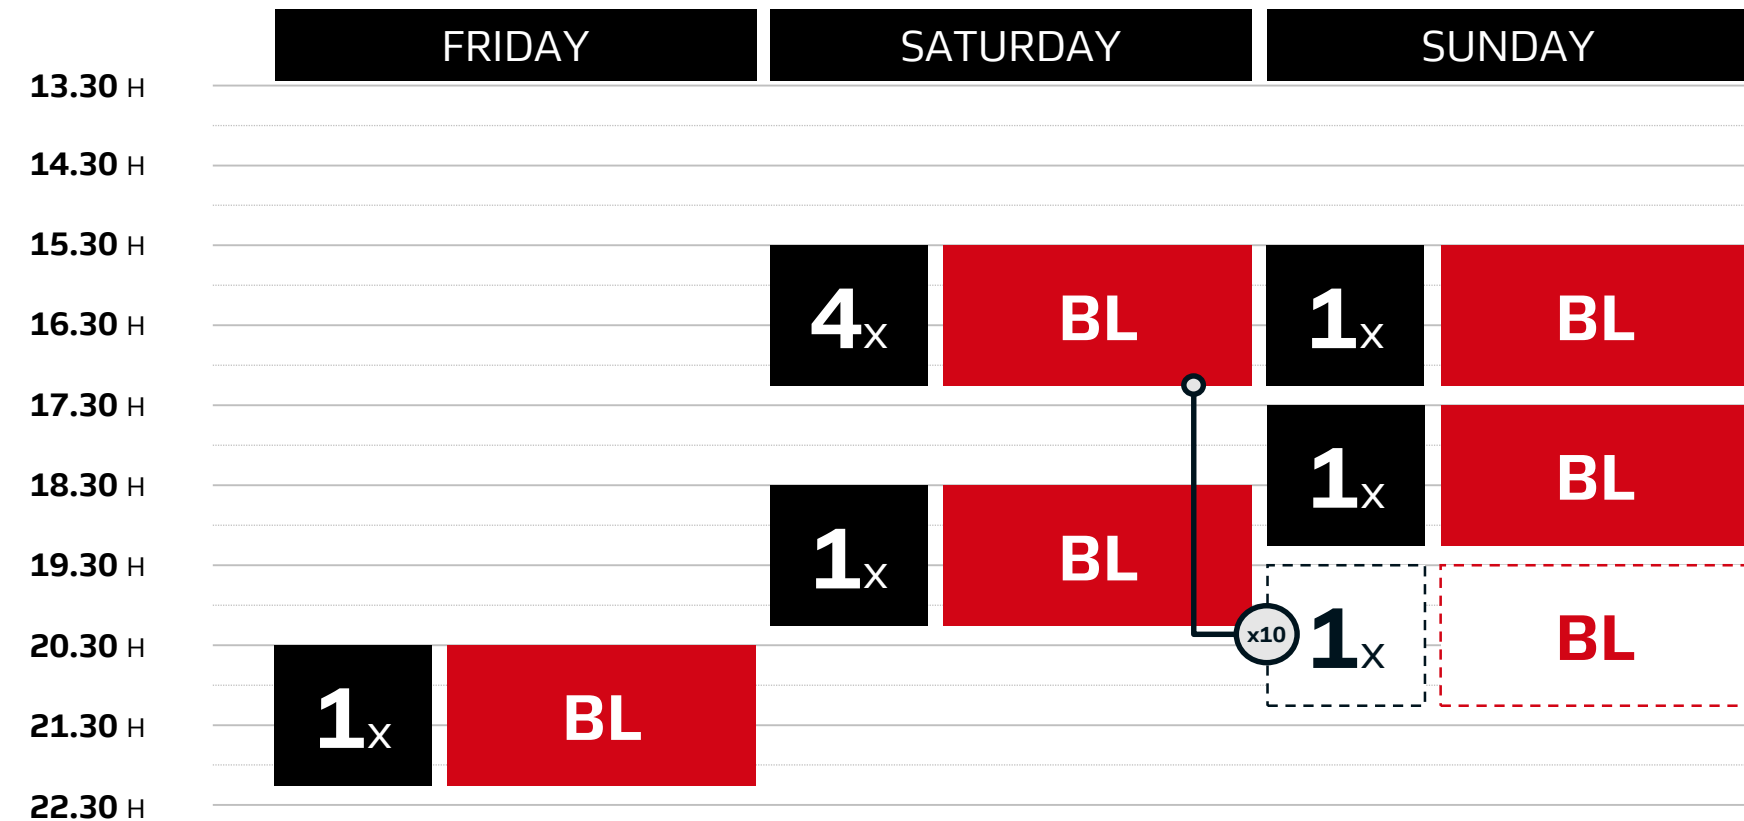 FRIDAY SATURDAY SUNDAY
13.30 H
14.30 H
15.30 H
4x BL 1x BL
16.30 H
17.30 H
1x BL
18.30 H
1x BL
19.30 H
x10 1x BL
20.30 H
1x BL
21.30 H
22.30 H